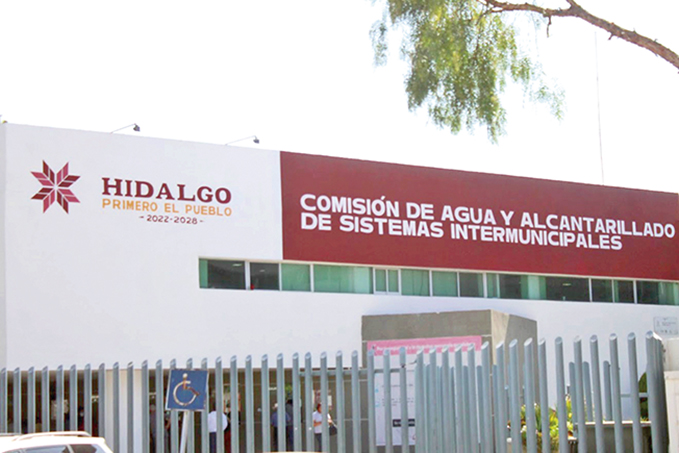 HIDALGO
PRIMERO EL PUEBLO
- 2022-2028 -
COMISIÓN DE AGUA Y ALCANTARILLADO
DE SISTEMAS INTERMUNICIPALES